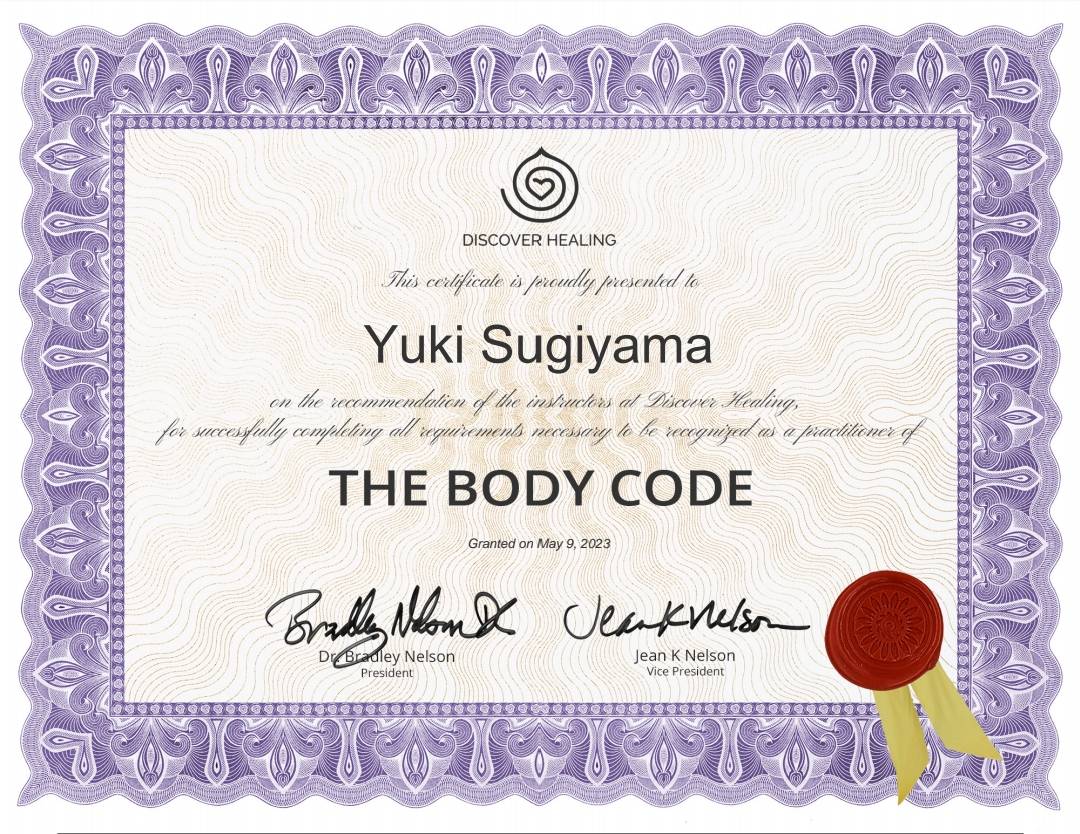 DISCOVER HEALING
This certificate is proudly presented to
Yuki Sugiyama
on the recommendation of the instructors at Discover Healing,
for successfully completing all requirements necessary to be recognized as a practitioner of
THE BODY CODE
Granted on May 9, 2023
Bradley Nelson DC
Jean K Nelson
Dr. Bradley Nelson
Jean K Nelson
President
Vice President